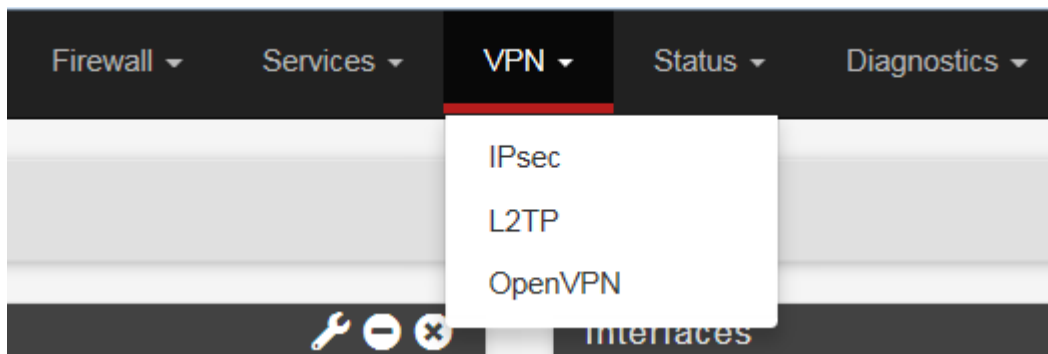 Firewall Services VPN Status Diagnostics
IPsec
L2TP
OpenVPN
Interfaces